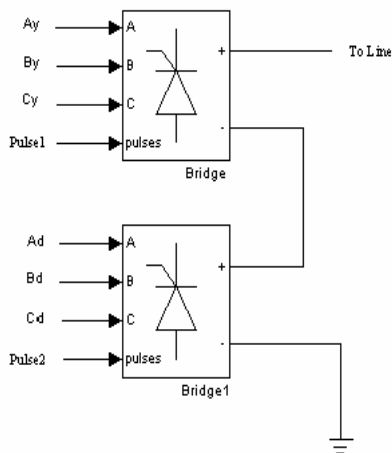 Ay
A
By
B
+
To Line
Cy
C
Pulse1
pulses
-
Bridge
Ad
A
Bd
B
+
Cd
C
-
Pulse2
pulses
Bridge1